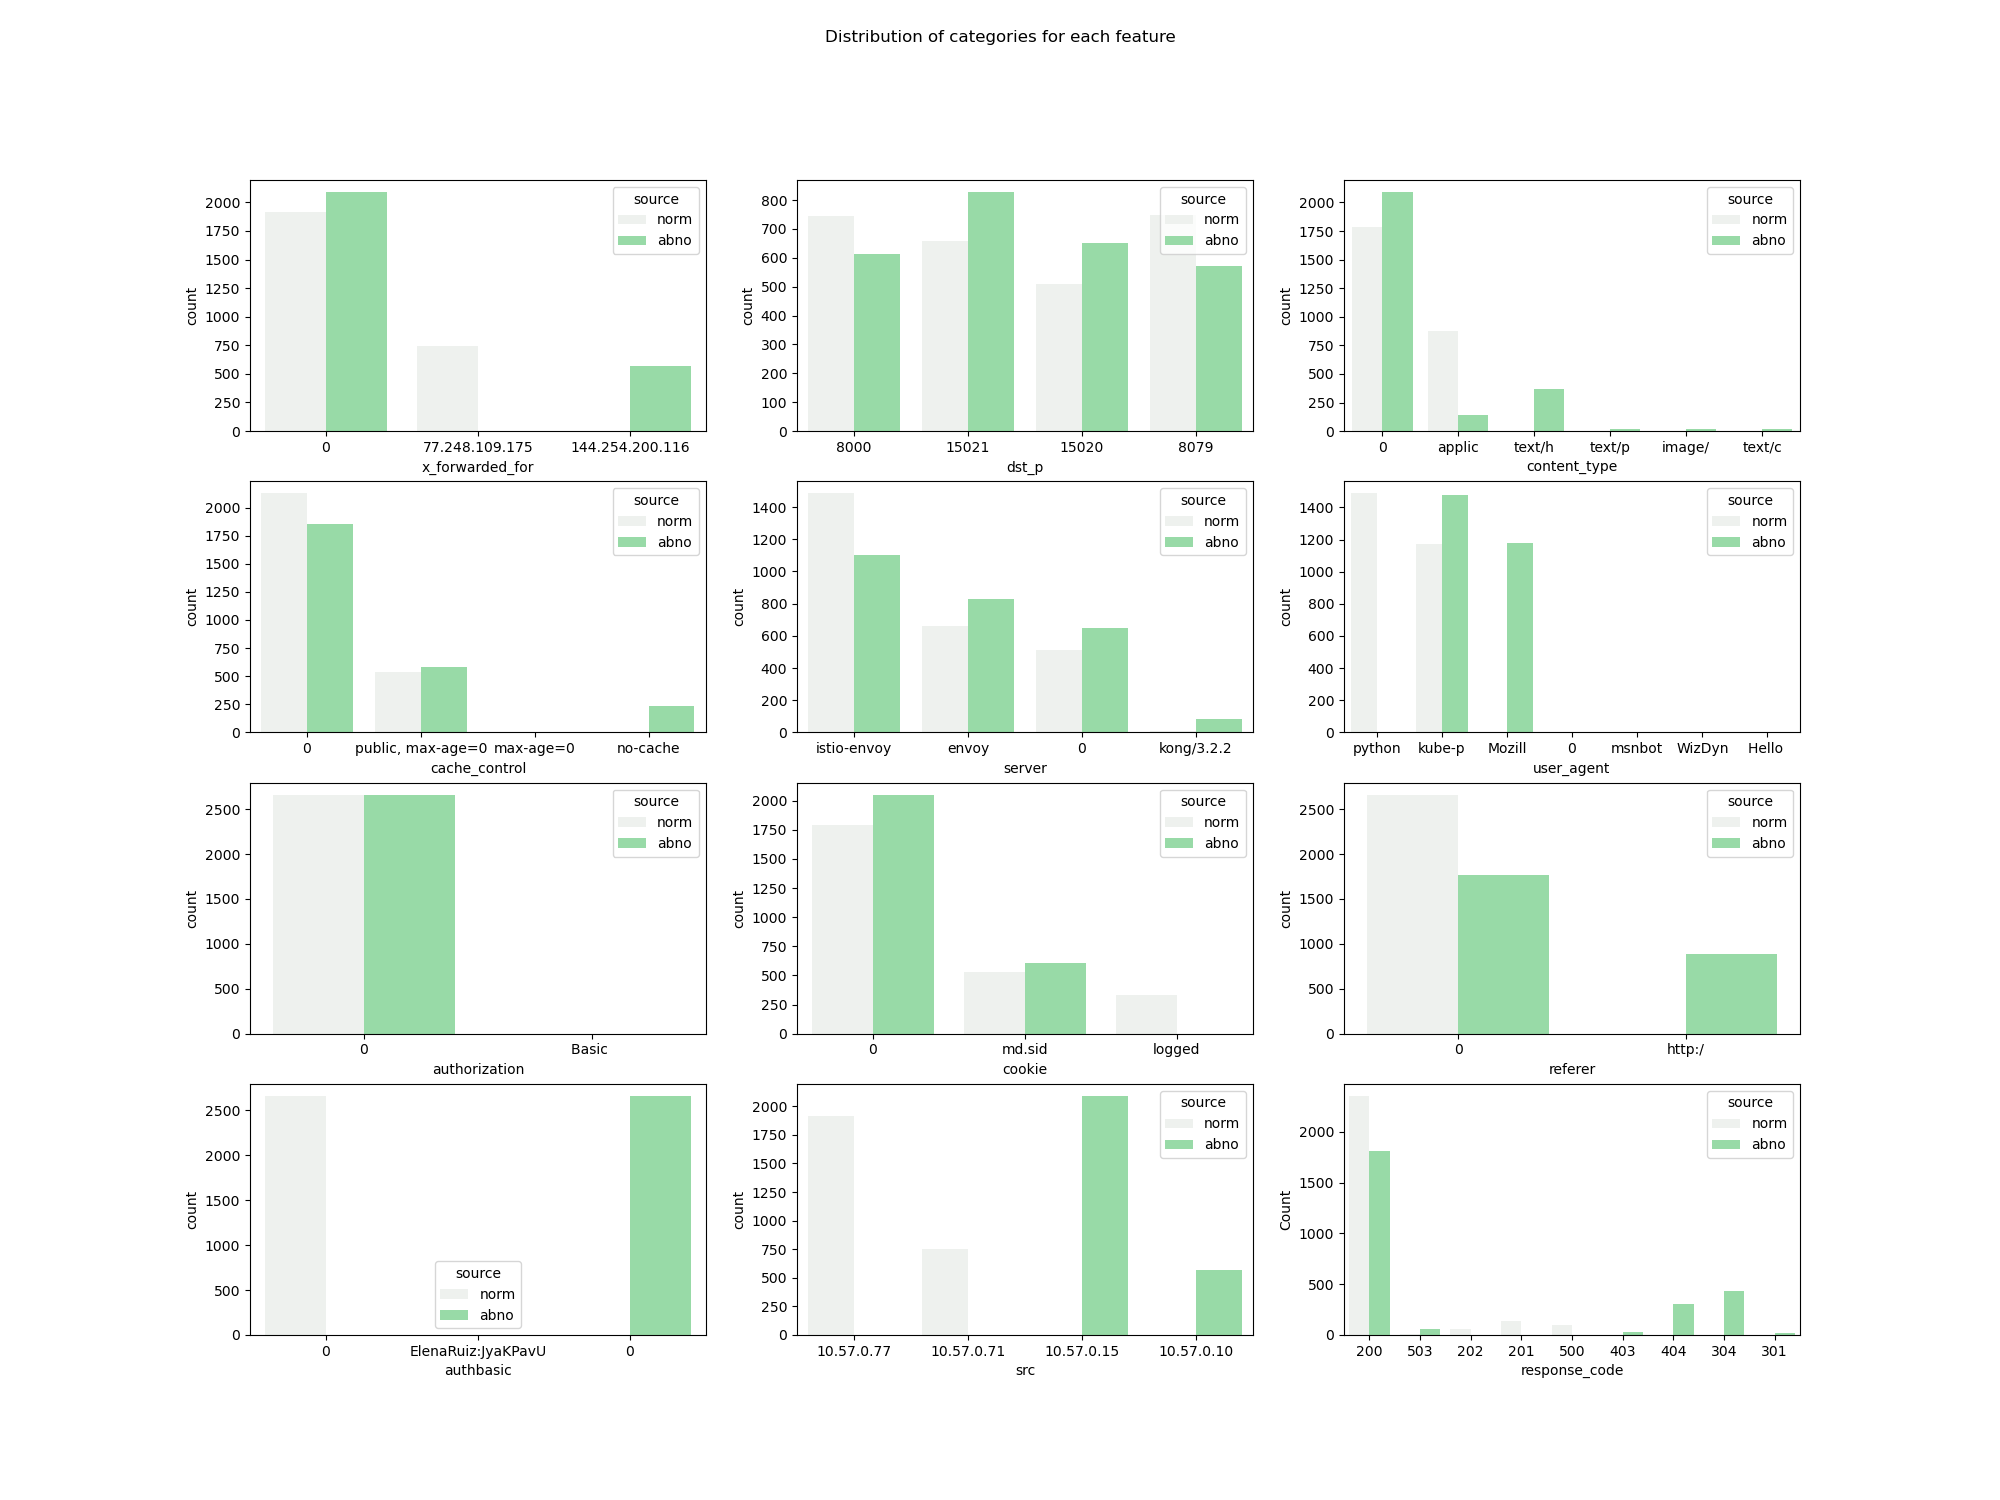 Distribution of categories for each feature
2000
1750
1500
1250
1000
750
500
250
0
count
source
norm
abno
0 77.248.109.175 144.254.200.116
x_forwarded_for
800
700
600
500
400
300
200
100
0
count
source
norm
abno
8000 15021 15020 8079
dst_p
2000
1750
1500
1250
1000
750
500
250
0
count
source
norm
abno
0 applic text/h text/p image/ text/c
content_type
2000
1750
1500
1250
1000
750
500
250
0
count
source
norm
abno
0 public, max-age=0 max-age=0 no-cache
cache_control
1400
1200
1000
800
600
400
200
0
count
source
norm
abno
istio-envoy envoy 0 kong/3.2.2
server
1400
1200
1000
800
600
400
200
0
count
source
norm
abno
python kube-p Mozill 0 msnbot WizDyn Hello
user_agent
2500
2000
1500
1000
500
0
count
source
norm
abno
0 Basic
authorization
2000
1750
1500
1250
1000
750
500
250
0
count
source
norm
abno
0 md.sid logged
cookie
2500
2000
1500
1000
500
0
count
source
norm
abno
0 http:/
referer
2500
2000
1500
1000
500
0
count
source
norm
abno
0 ElenaRuiz:JyaKPavU 0
authbasic
2000
1750
1500
1250
1000
750
500
250
0
count
source
norm
abno
10.57.0.77 10.57.0.71 10.57.0.15 10.57.0.10
src
2000
1500
1000
500
0
Count
source
norm
abno
200 503 202 201 500 403 404 304 301
response_code